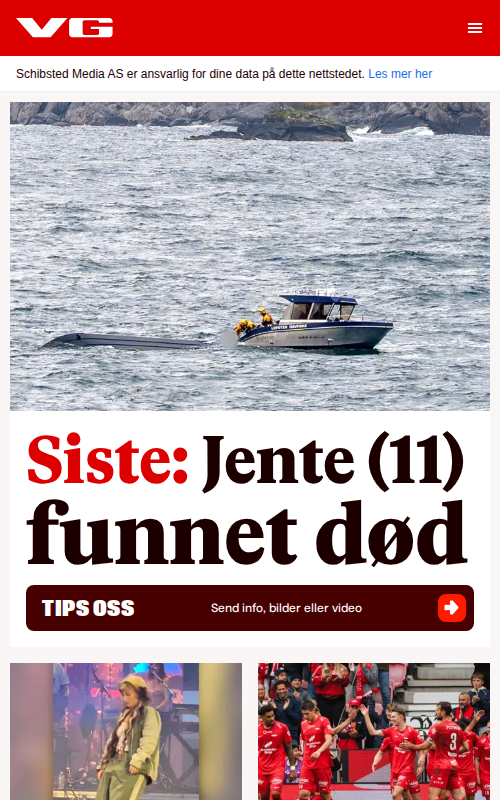 VG
Schibsted Media AS er ansvarlig for dine data på dette nettstedet. Les mer her
Siste: Jente (11)
funnet død
TIPS OSS
Send info, bilder eller video
3